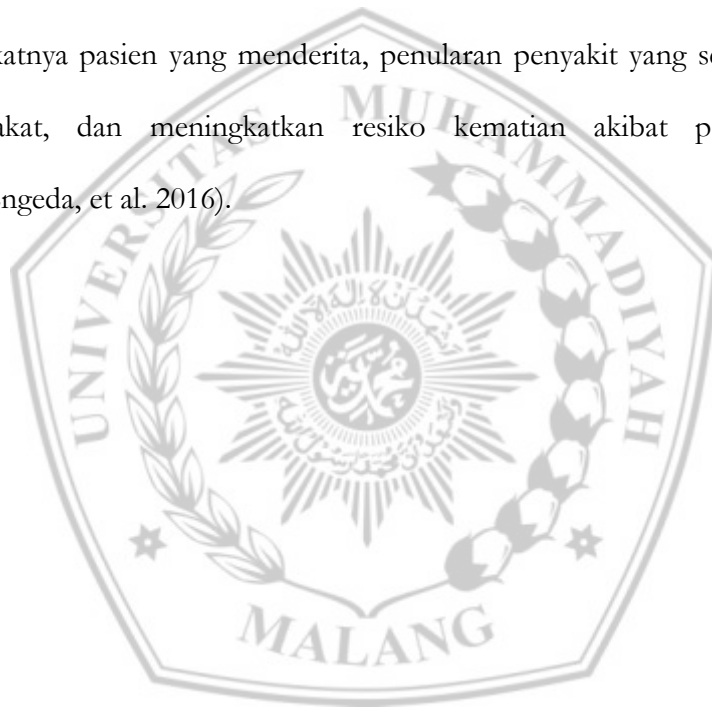 katnya pasien yang menderita, penularan penyakit yang se
akat, dan meningkatkan resiko kematian akibat p
ngeda, et al. 2016).
UNIVERSITAS MUHAMMADIYAH
MALANG